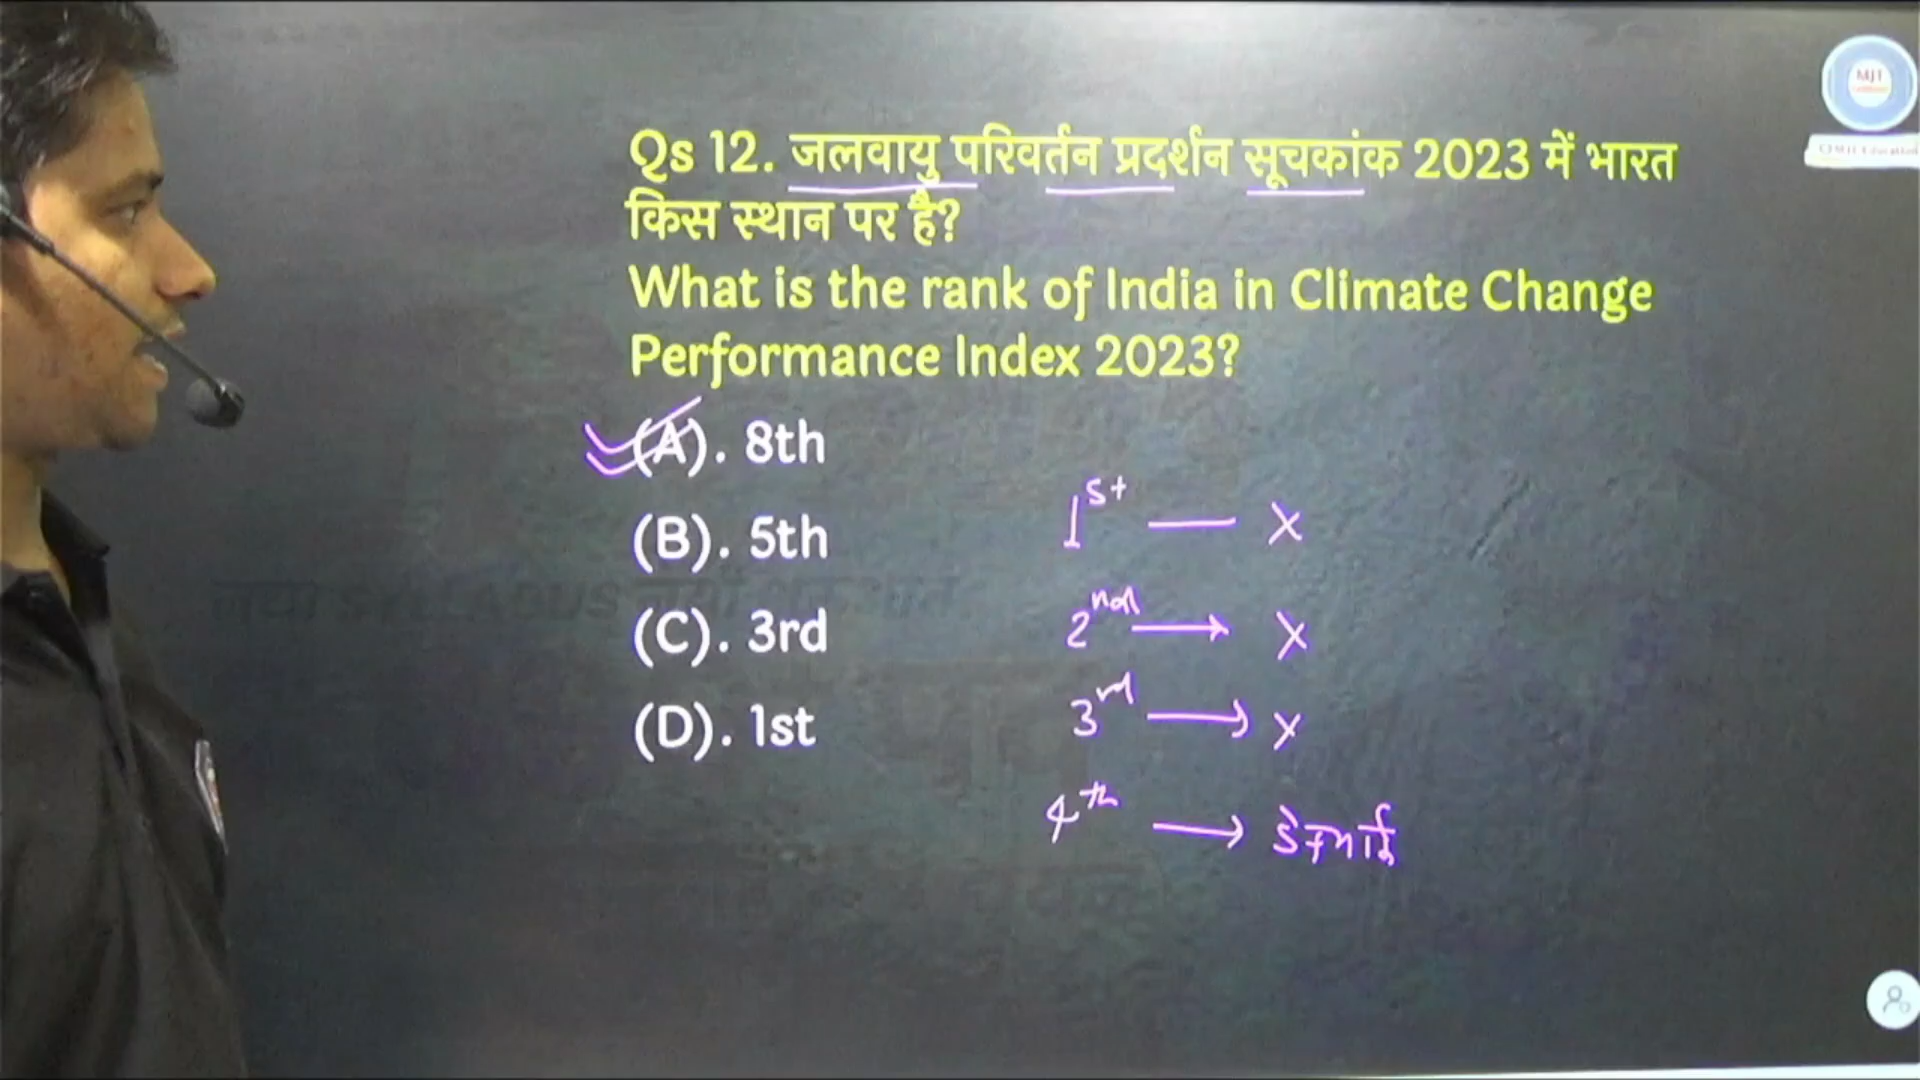 Qs 12. जलवायु परिवर्तन प्रदर्शन सूचकांक 2023 में भारत
किस स्थान पर है?
What is the rank of India in Climate Change
Performance Index 2023?
(A). 8th
(B). 5th
(C). 3rd
(D). 1st
1st — X
2nd → X
3rd → X
4th → डेनमार्क
MJT